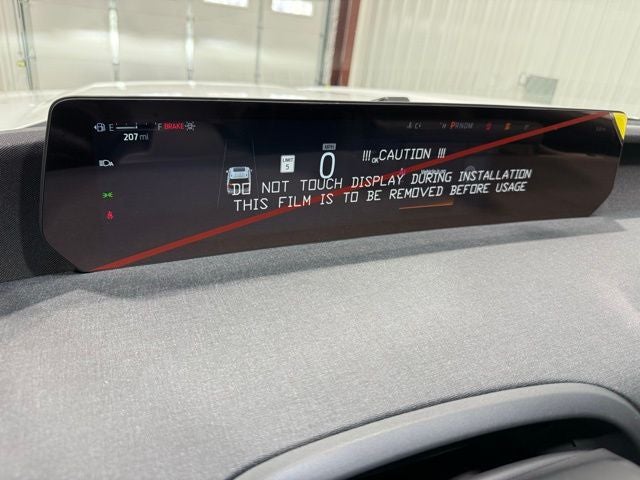 E F BRAKE
207 mi
PRNDM
LIMIT
5
MPH
0
!!! CAUTION !!!
DO NOT TOUCH DISPLAY DURING INSTALLATION
THIS FILM IS TO BE REMOVED BEFORE USAGE